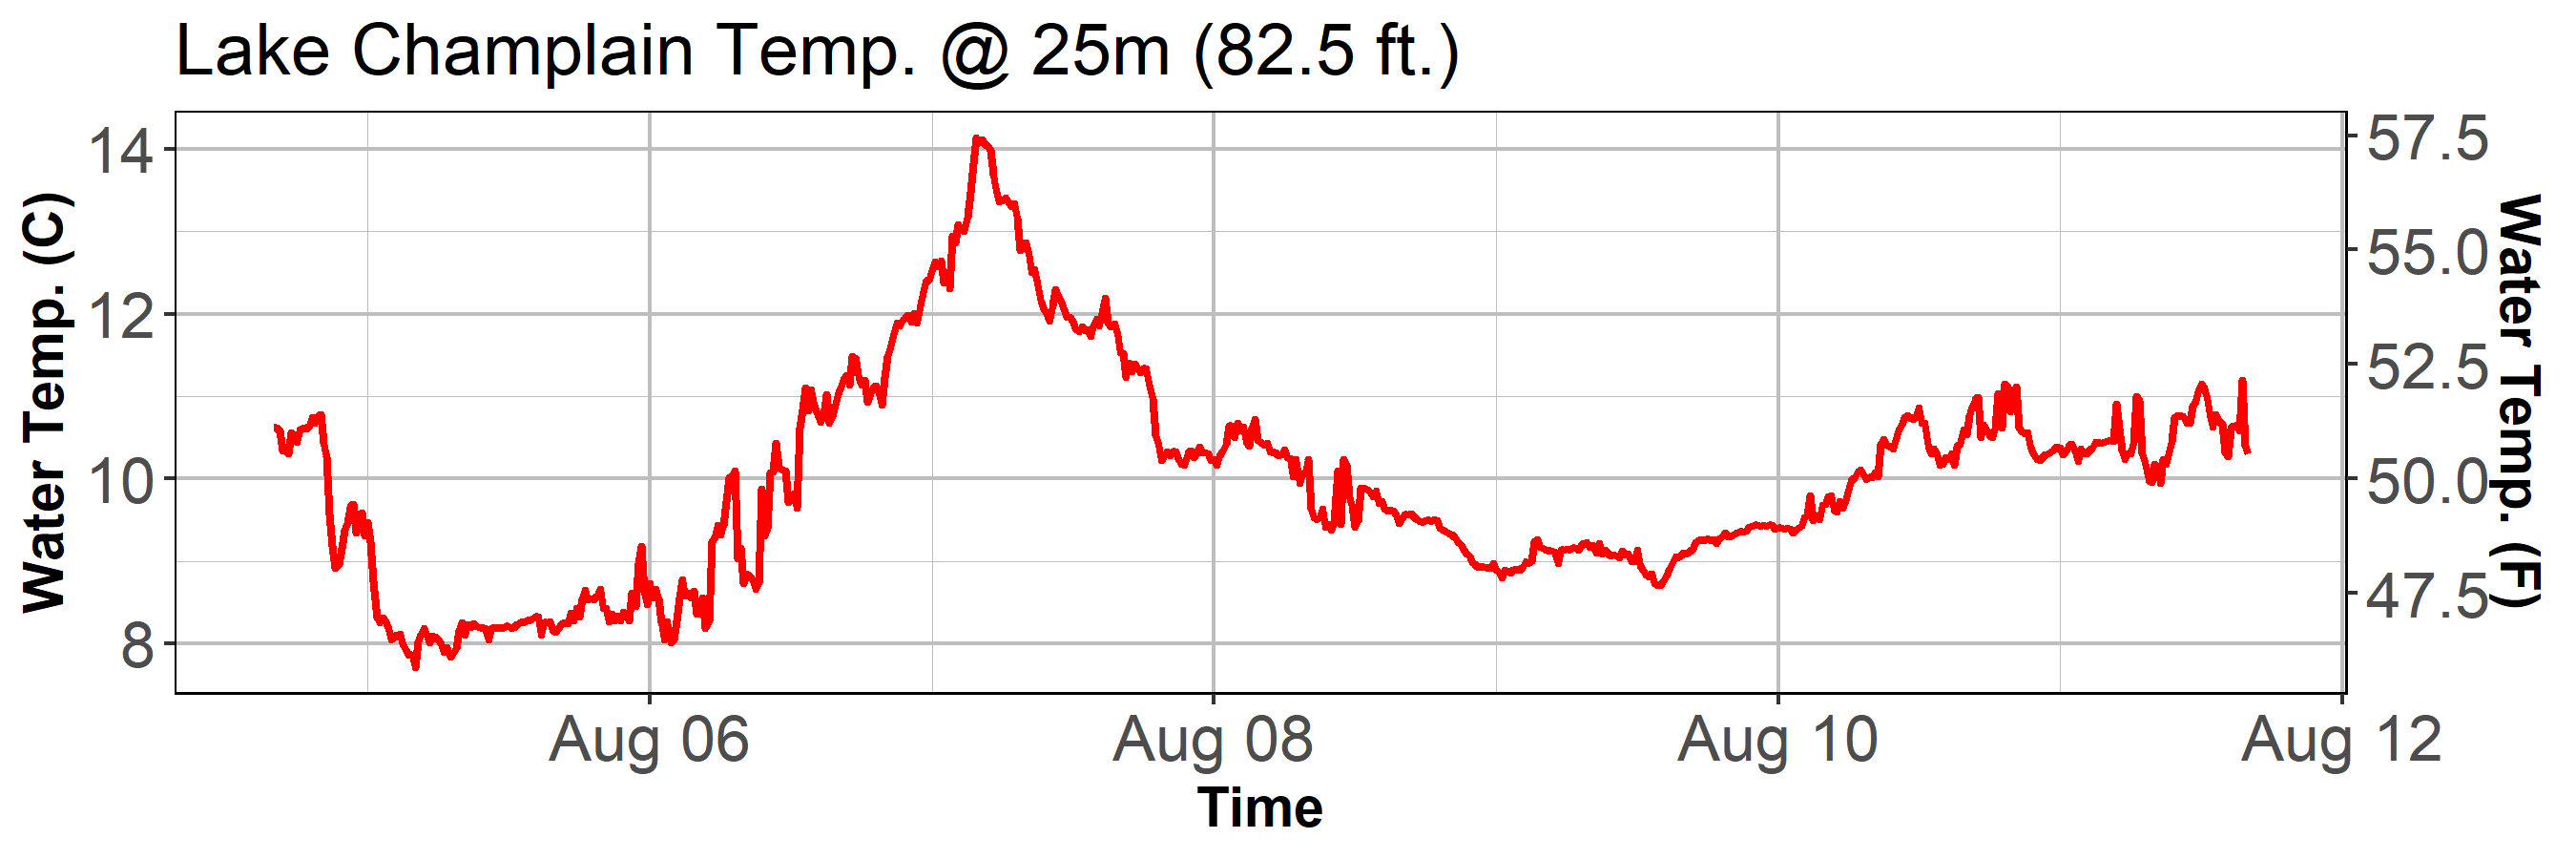 Lake Champlain Temp. @ 25m (82.5 ft.)
Water Temp. (C)
14
12
10
8
57.5
55.0
52.5
50.0
47.5
Water Temp. (F)
Aug 06
Aug 08
Aug 10
Aug 12
Time